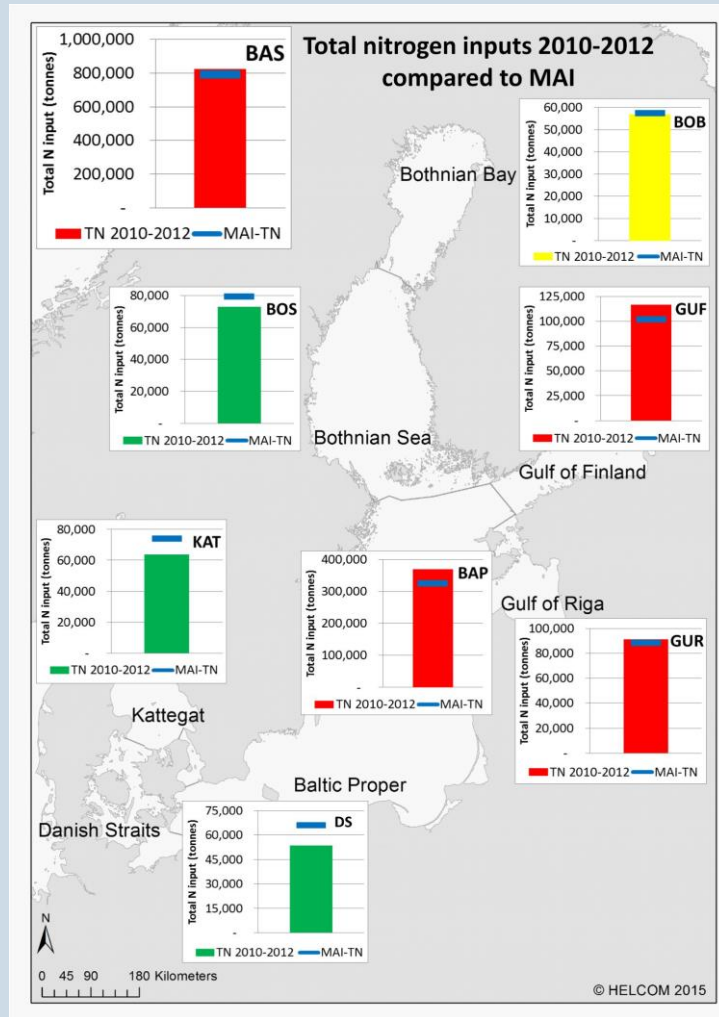 Total nitrogen inputs 2010-2012
compared to MAI
BAS
Total N input (tonnes)
1,000,000
800,000
600,000
400,000
200,000
-
TN 2010-2012 MAI-TN
BOB
Total N input (tonnes)
60,000
50,000
40,000
30,000
20,000
10,000
-
TN 2010-2012 MAI-TN
Bothnian Bay
BOS
Total N input (tonnes)
80,000
60,000
40,000
20,000
-
TN 2010-2012 MAI-TN
GUF
Total N input (tonnes)
125,000
100,000
75,000
50,000
25,000
-
TN 2010-2012 MAI-TN
Bothnian Sea
Gulf of Finland
KAT
Total N input (tonnes)
80,000
60,000
40,000
20,000
-
TN 2010-2012 MAI-TN
BAP
Total N input (tonnes)
400,000
300,000
200,000
100,000
-
TN 2010-2012 MAI-TN
Gulf of Riga
GUR
Total N input (tonnes)
100,000
80,000
60,000
40,000
20,000
-
TN 2010-2012 MAI-TN
Kattegat
Baltic Proper
Danish Straits
DS
Total N input (tonnes)
75,000
60,000
45,000
30,000
15,000
-
TN 2010-2012 MAI-TN
N
0 45 90 180 Kilometers
© HELCOM 2015